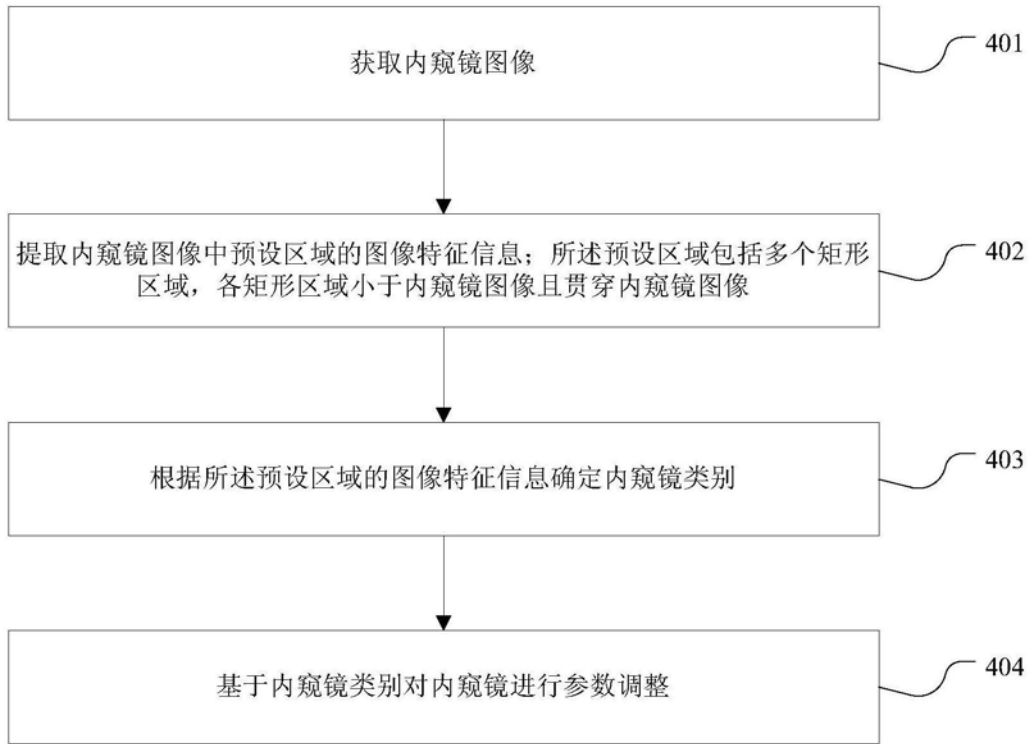 获取内窥镜图像
401
提取内窥镜图像中预设区域的图像特征信息；所述预设区域包括多个矩形
区域，各矩形区域小于内窥镜图像且贯穿内窥镜图像
402
根据所述预设区域的图像特征信息确定内窥镜类别
403
基于内窥镜类别对内窥镜进行参数调整
404